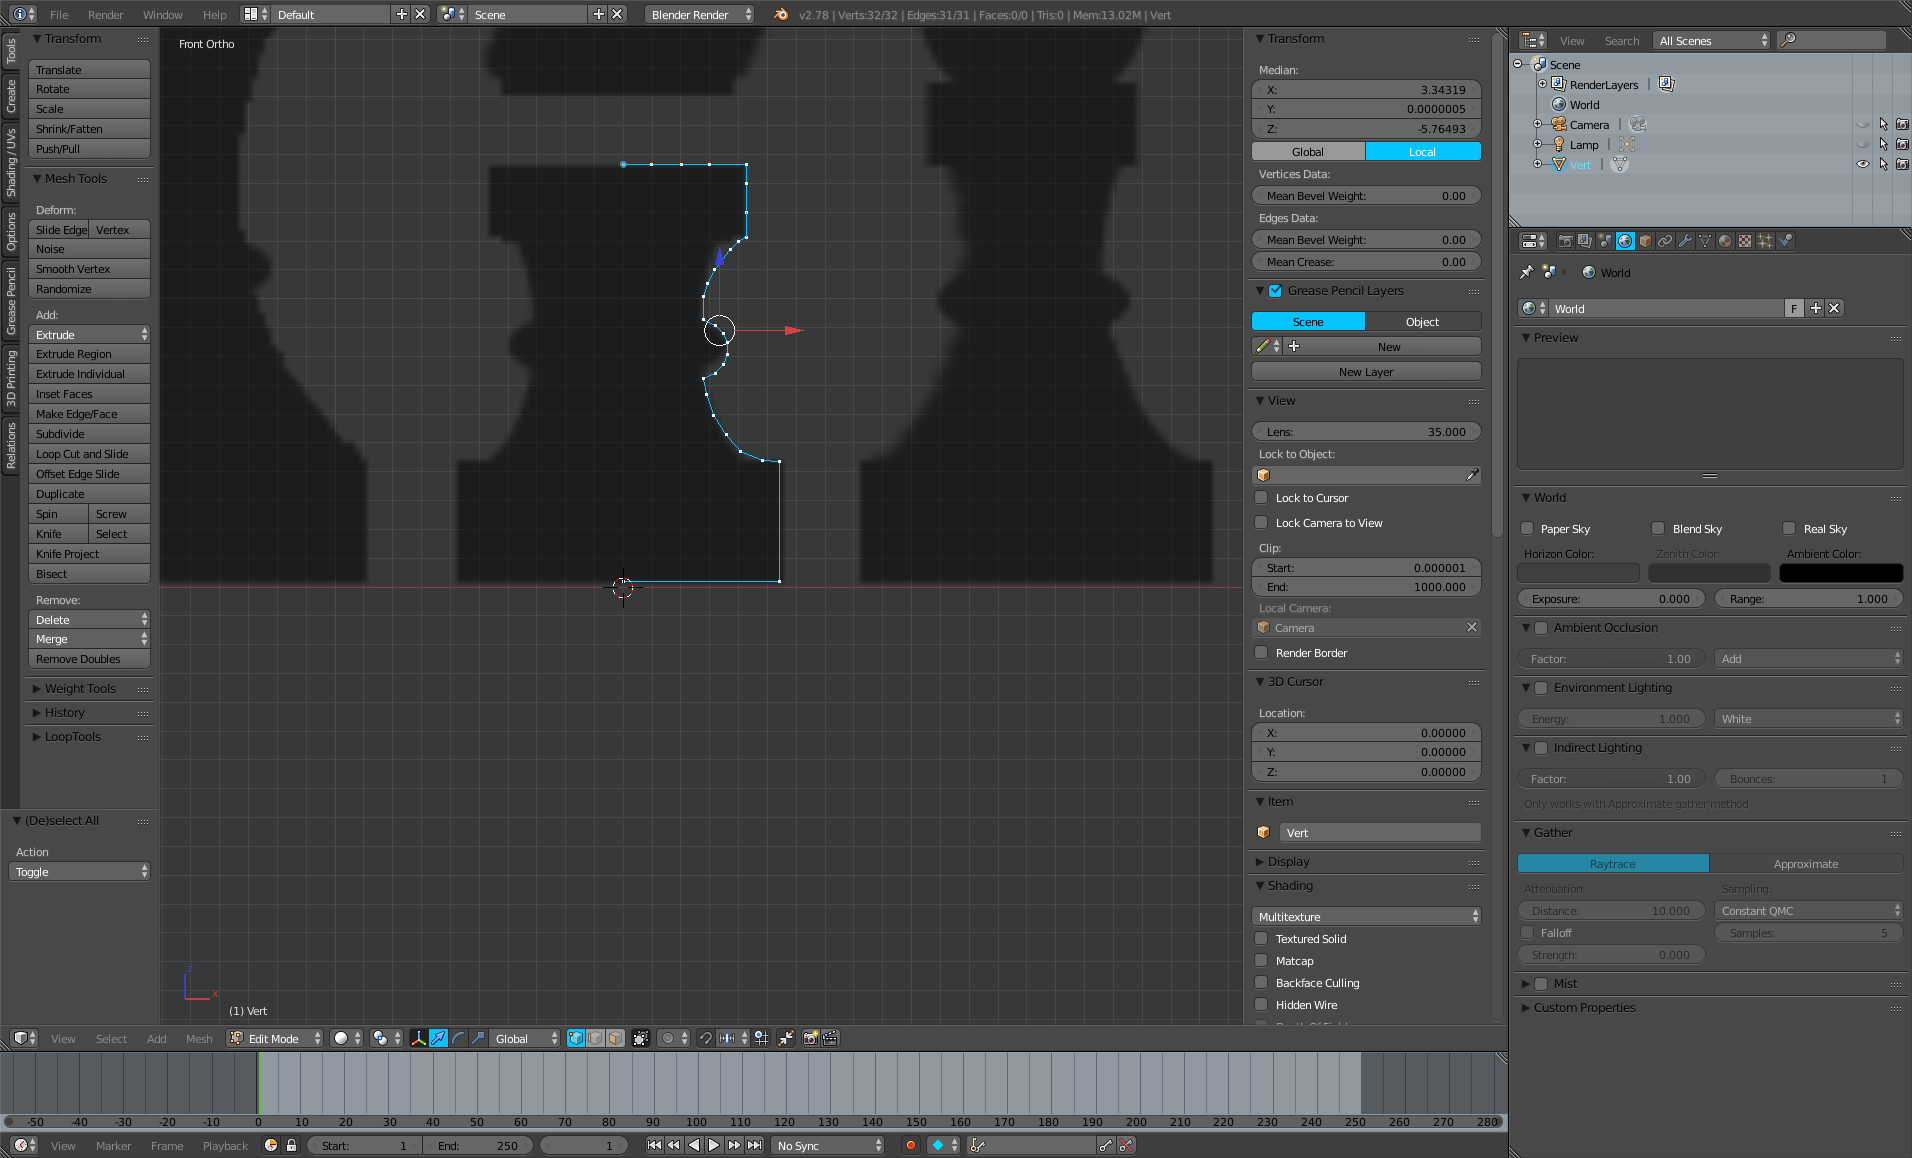 File Render Window Help Default Scene Blender Render v2.78 | Verts:32/32 | Edges:31/31 | Faces:0/0 | Tris:0 | Mem:13.02M | Vert
Tools
Create
Shading / UVs
Options
Grease Pencil
3D Printing
Relations
Transform
Translate
Rotate
Scale
Shrink/Fatten
Push/Pull
Mesh Tools
Deform:
Slide Edge Vertex
Noise
Smooth Vertex
Randomize
Add:
Extrude
Extrude Region
Extrude Individual
Inset Faces
Make Edge/Face
Subdivide
Loop Cut and Slide
Offset Edge Slide
Duplicate
Spin Screw
Knife Select
Knife Project
Bisect
Remove:
Delete
Merge
Remove Doubles
Weight Tools
History
LoopTools
(De)select All
Action
Toggle
Front Ortho
z
x
(1) Vert
Transform
Median:
X: 3.34319
Y: 0.0000005
Z: -5.76493
Global Local
Vertices Data:
Mean Bevel Weight: 0.00
Edges Data:
Mean Bevel Weight: 0.00
Mean Crease: 0.00
Grease Pencil Layers
Scene Object
New
New Layer
View
Lens: 35.000
Lock to Object:
Lock to Cursor
Lock Camera to View
Clip:
Start: 0.000001
End: 1000.000
Local Camera:
Camera
Render Border
3D Cursor
Location:
X: 0.00000
Y: 0.00000
Z: 0.00000
Item
Vert
Display
Shading
Multitexture
Textured Solid
Matcap
Backface Culling
Hidden Wire
View Search All Scenes
Scene
RenderLayers
World
Camera
Lamp
Vert
World
World F
Preview
World
Paper Sky Blend Sky Real Sky
Horizon Color: Zenith Color: Ambient Color:
Exposure: 0.000 Range: 1.000
Ambient Occlusion
Factor: 1.00 Add
Environment Lighting
Energy: 1.000 White
Indirect Lighting
Factor: 1.00 Bounces: 1
Only works with Approximate gather method
Gather
Raytrace Approximate
Attenuation: Sampling:
Distance: 10.000 Constant QMC
Falloff Samples: 5
Strength: 0.000
Mist
Custom Properties
View Select Add Mesh Edit Mode Global
-50 -40 -30 -20 -10 0 10 20 30 40 50 60 70 80 90 100 110 120 130 140 150 160 170 180 190 200 210 220 230 240 250 260 270 280
View Marker Frame Playback Start: 1 End: 250 1 No Sync